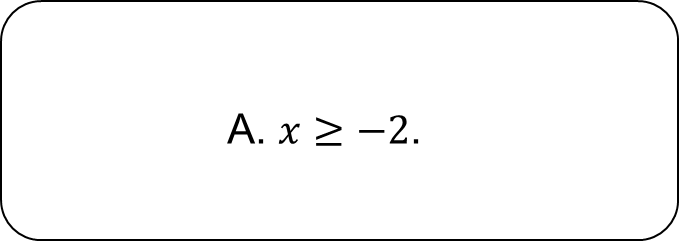 A. x ≥ −2.